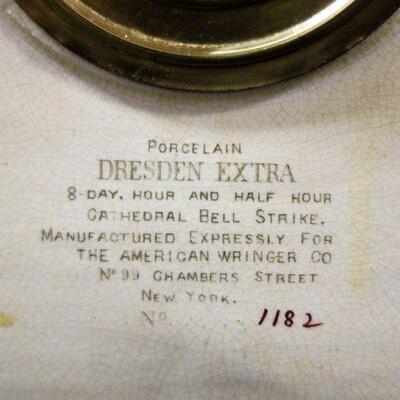 PORCELAIN
DRESDEN EXTRA
8-DAY, HOUR AND HALF HOUR
CATHEDRAL BELL STRIKE.
MANUFACTURED EXPRESSLY FOR
THE AMERICAN WRINGER CO
No 99 CHAMBERS STREET
NEW YORK.
No. 1182